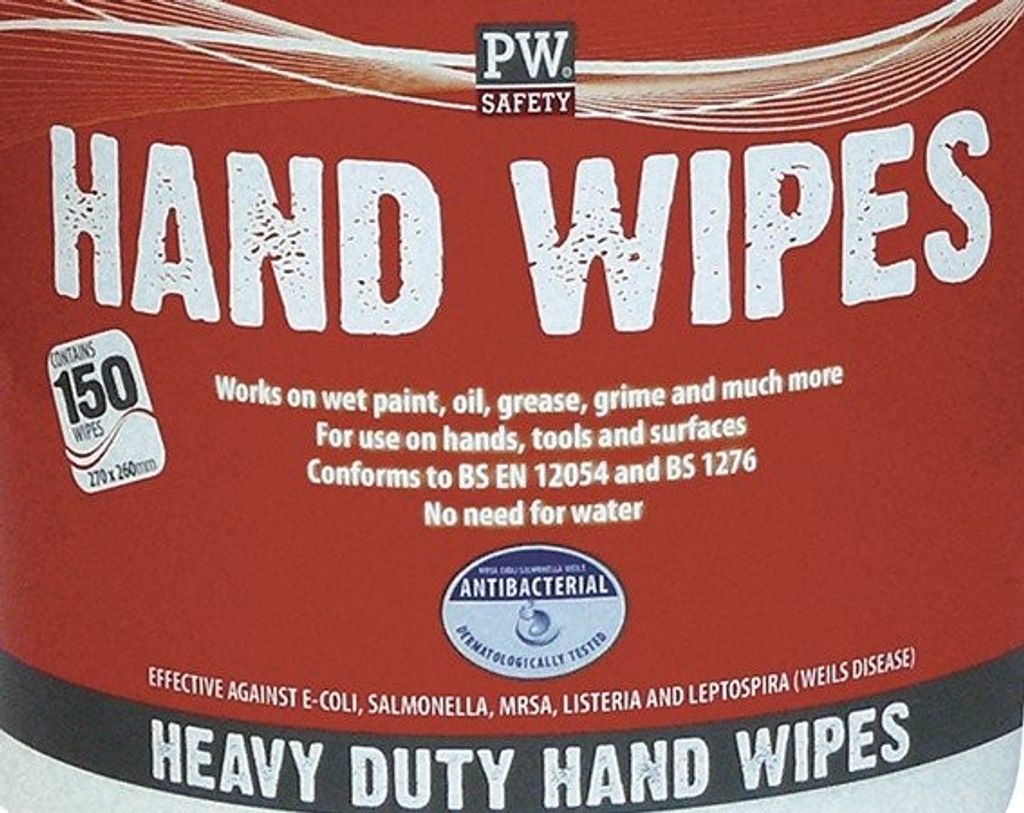 PW
SAFETY
HAND WIPES
CONTAINS
150
WIPES
270 x 260mm
Works on wet paint, oil, grease, grime and much more
For use on hands, tools and surfaces
Conforms to BS EN 12054 and BS 1276
No need for water
ANTIBACTERIAL
DERMATOLOGICALLY TESTED
EFFECTIVE AGAINST E-COLI, SALMONELLA, MRSA, LISTERIA AND LEPTOSPIRA (WEILS DISEASE)
HEAVY DUTY HAND WIPES